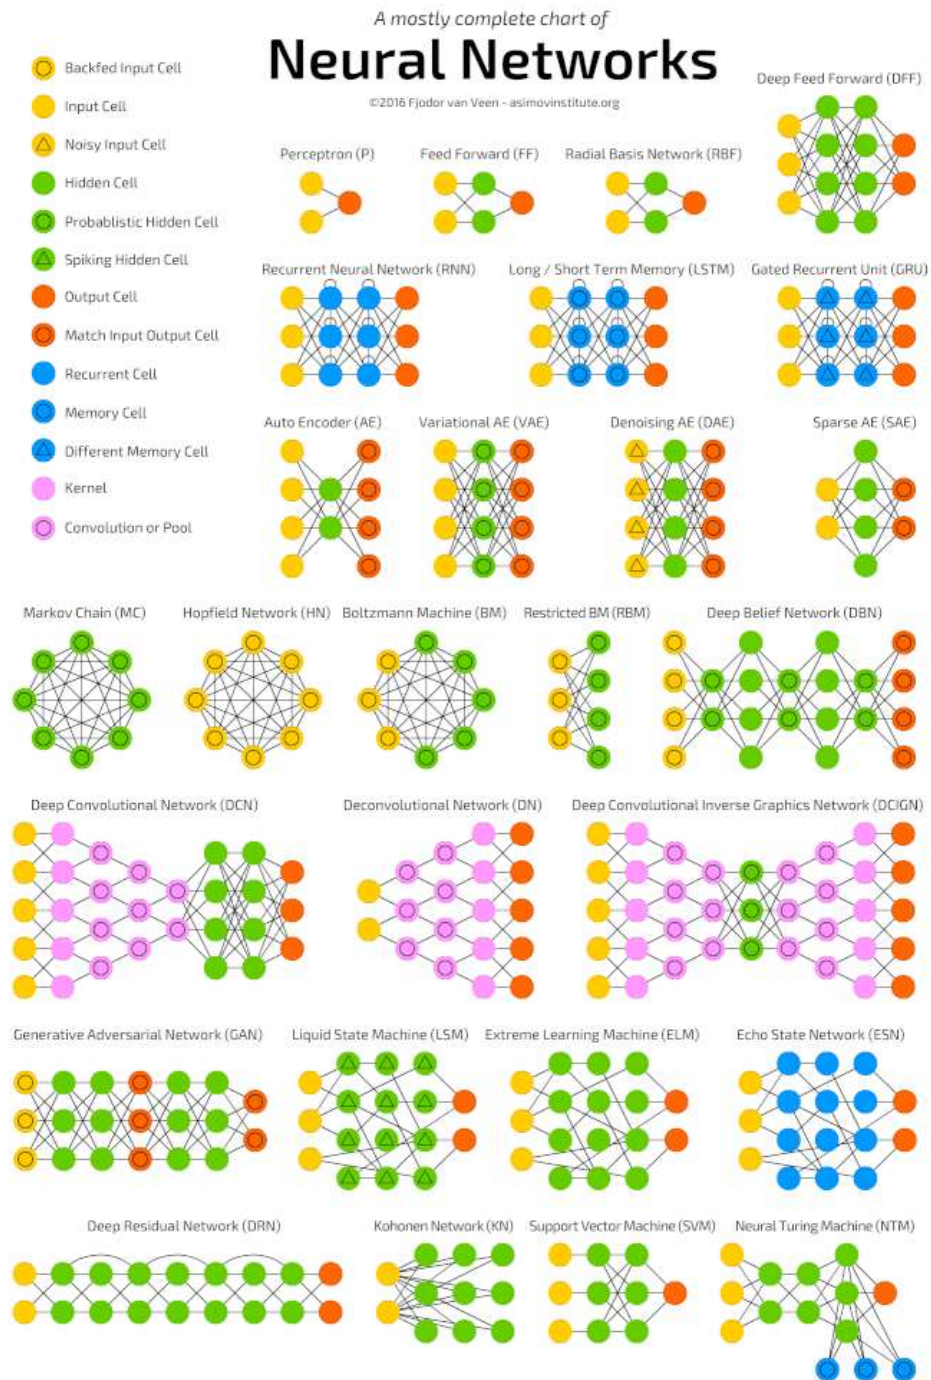 A mostly complete chart of
Neural Networks
©2016 Fjodor van Veen - asimovinstitute.org
Backfed Input Cell
Input Cell
Noisy Input Cell
Hidden Cell
Probablistic Hidden Cell
Spiking Hidden Cell
Output Cell
Match Input Output Cell
Recurrent Cell
Memory Cell
Different Memory Cell
Kernel
Convolution or Pool
Deep Feed Forward (DFF)
Perceptron (P)
Feed Forward (FF)
Radial Basis Network (RBF)
Recurrent Neural Network (RNN)
Long / Short Term Memory (LSTM)
Gated Recurrent Unit (GRU)
Auto Encoder (AE)
Variational AE (VAE)
Denoising AE (DAE)
Sparse AE (SAE)
Markov Chain (MC)
Hopfield Network (HN)
Boltzmann Machine (BM)
Restricted BM (RBM)
Deep Belief Network (DBN)
Deep Convolutional Network (DCN)
Deconvolutional Network (DN)
Deep Convolutional Inverse Graphics Network (DCIGN)
Generative Adversarial Network (GAN)
Liquid State Machine (LSM)
Extreme Learning Machine (ELM)
Echo State Network (ESN)
Deep Residual Network (DRN)
Kohonen Network (KN)
Support Vector Machine (SVM)
Neural Turing Machine (NTM)